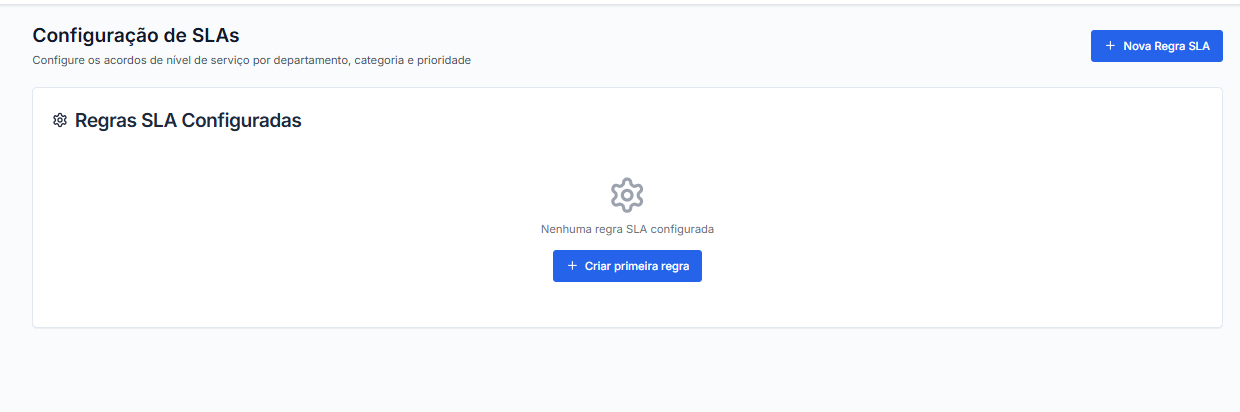 Configuração de SLAs
Configure os acordos de nível de serviço por departamento, categoria e prioridade
+ Nova Regra SLA
Regras SLA Configuradas
Nenhuma regra SLA configurada
+ Criar primeira regra